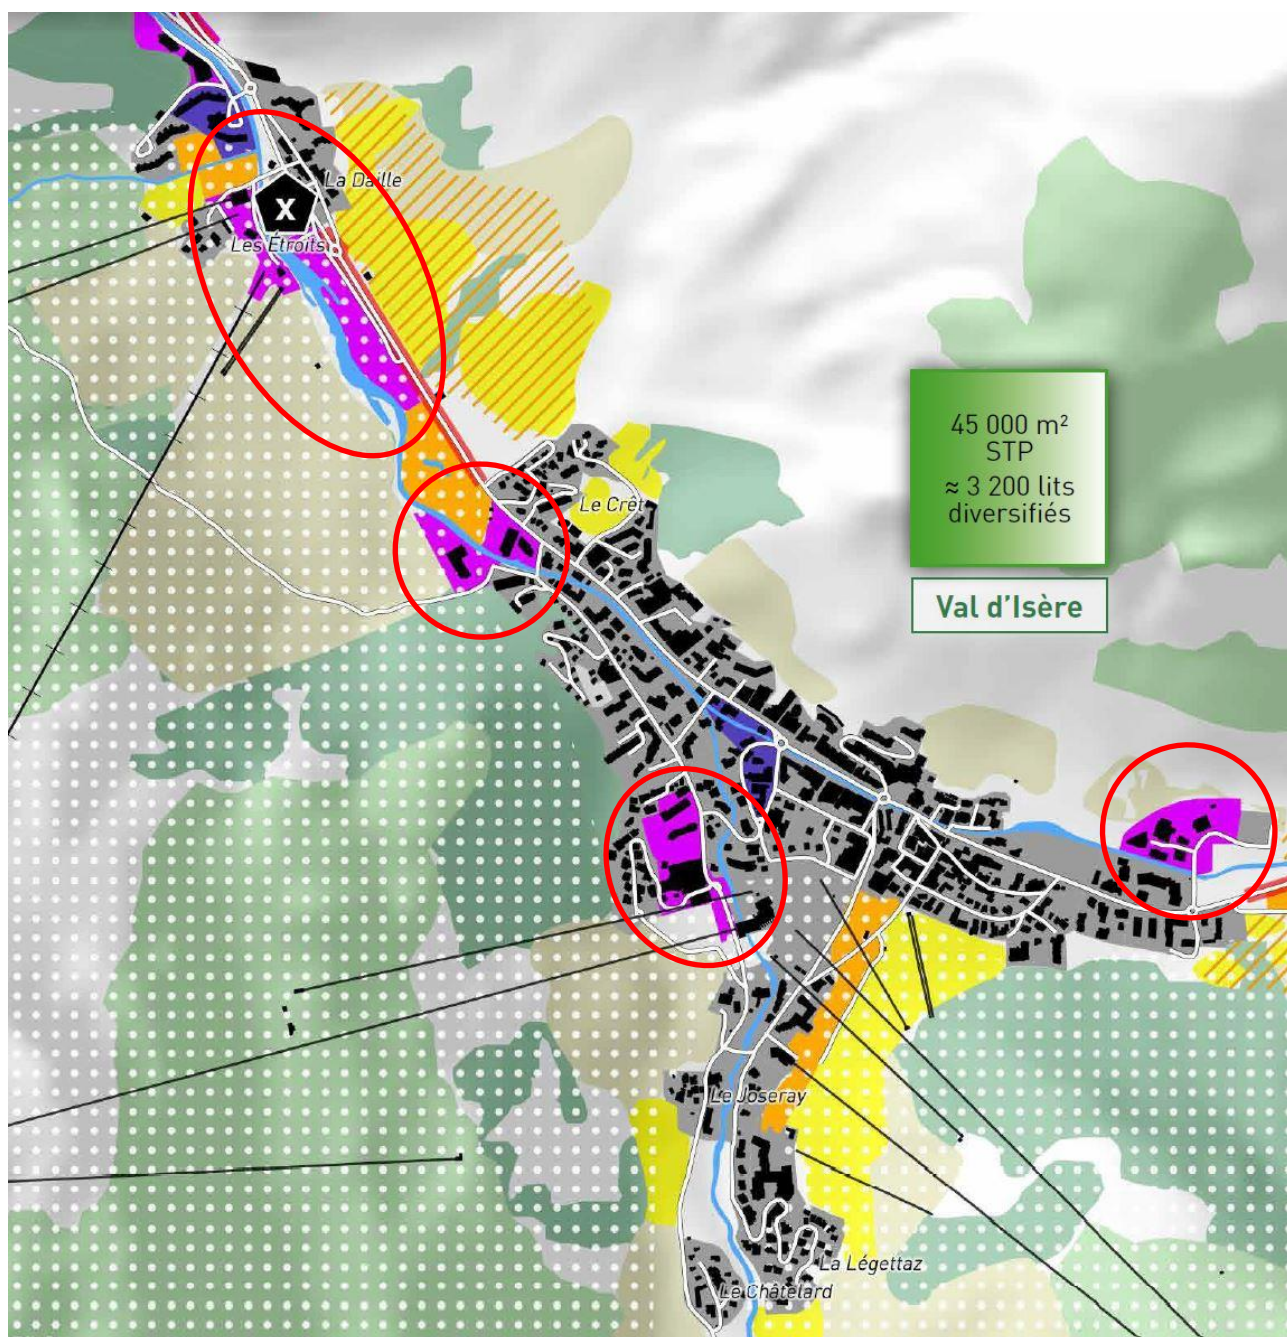 La Daille
X
Les Étroits
45 000 m²
STP
≈ 3 200 lits
diversifiés
Le Crêt
Val d'Isère
Le Joseray
La Légettaz
Le Châtelard